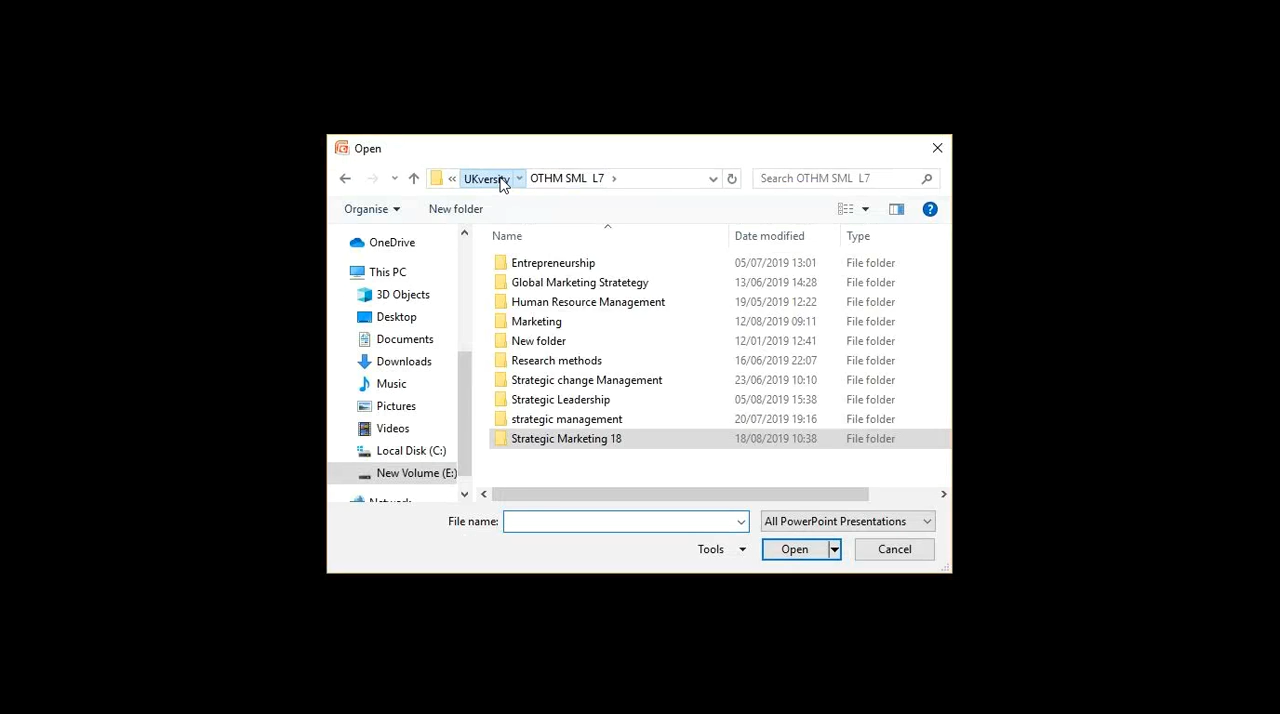 Open
« UKversity OTHM SML L7 › Search OTHM SML L7
Organise New folder
Name Date modified Type
OneDrive
This PC
3D Objects
Desktop
Documents
Downloads
Music
Pictures
Videos
Local Disk (C:)
New Volume (E:)
Network
Entrepreneurship 05/07/2019 13:01 File folder
Global Marketing Stratetegy 13/06/2019 14:28 File folder
Human Resource Management 19/05/2019 12:22 File folder
Marketing 12/08/2019 09:11 File folder
New folder 12/01/2019 12:41 File folder
Research methods 16/06/2019 22:07 File folder
Strategic change Management 23/06/2019 10:10 File folder
Strategic Leadership 05/08/2019 15:38 File folder
strategic management 20/07/2019 19:16 File folder
Strategic Marketing 18 18/08/2019 10:38 File folder
File name: All PowerPoint Presentations
Tools Open Cancel